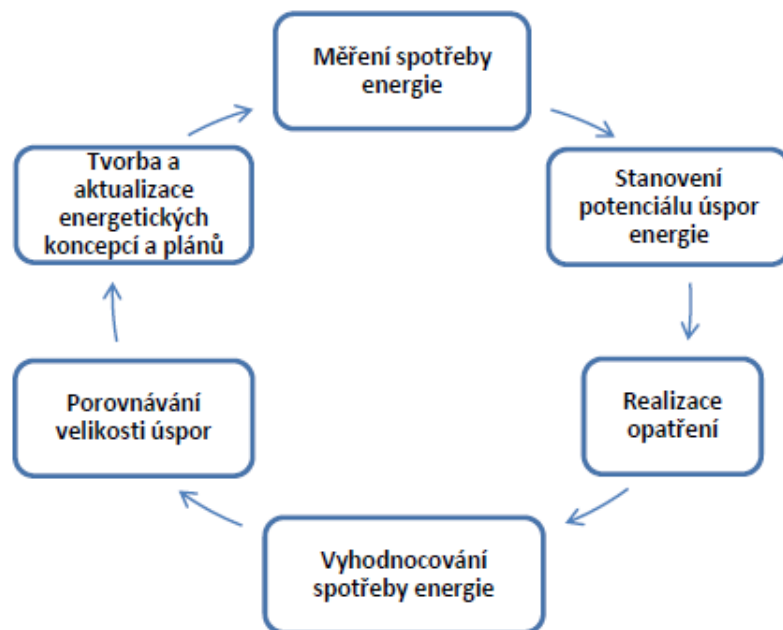 Měření spotřeby
energie
Stanovení
potenciálu úspor
energie
Realizace
opatření
Vyhodnocování
spotřeby energie
Porovnávání
velikosti úspor
Tvorba a
aktualizace
energetických
koncepcí a plánů